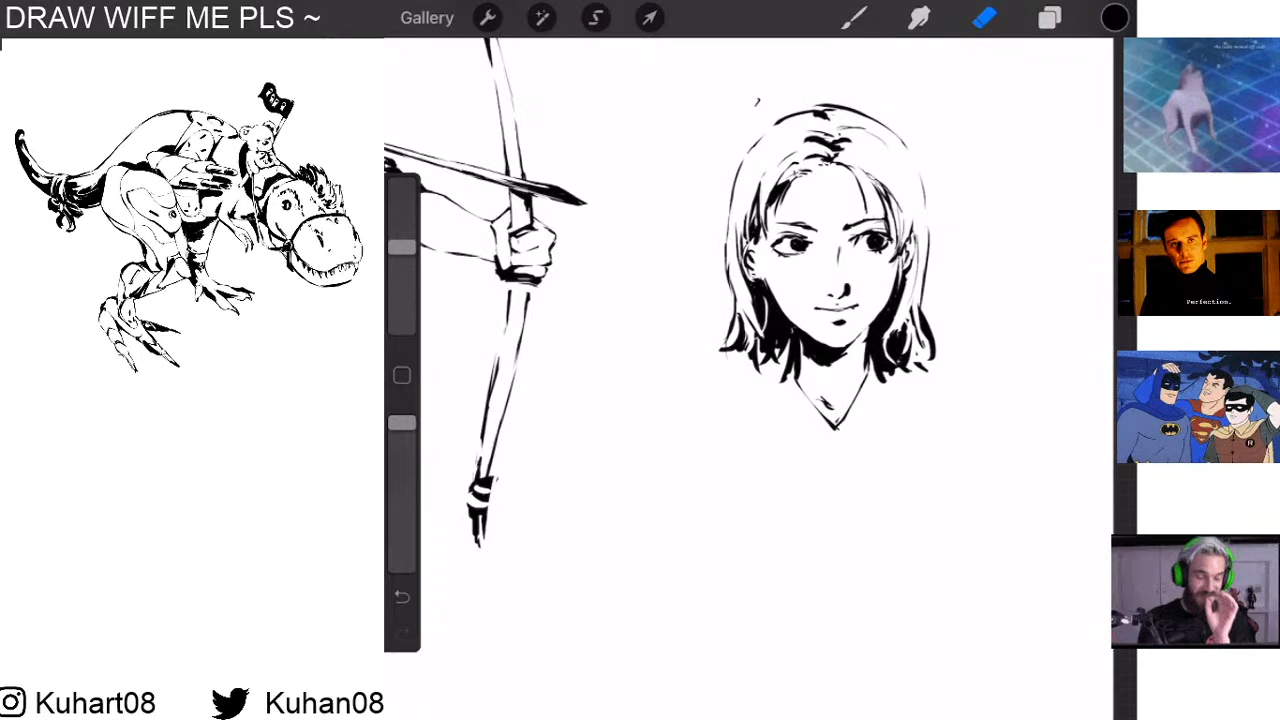 DRAW WIFF ME PLS ~
Gallery
Perfection.
Kuhart08
Kuhan08